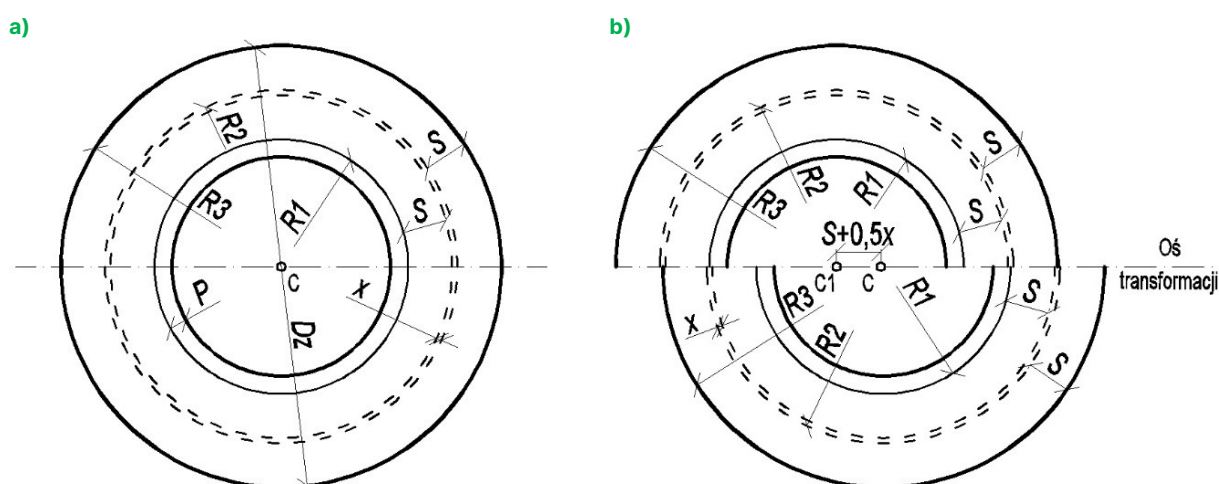 a)
R2
S
R3
R1
S
P
C
x
Dz
b)
S
R2
R1
R3
S
S+0,5x
Oś
transformacji
C1
C
R3
R1
S
x
R2
S